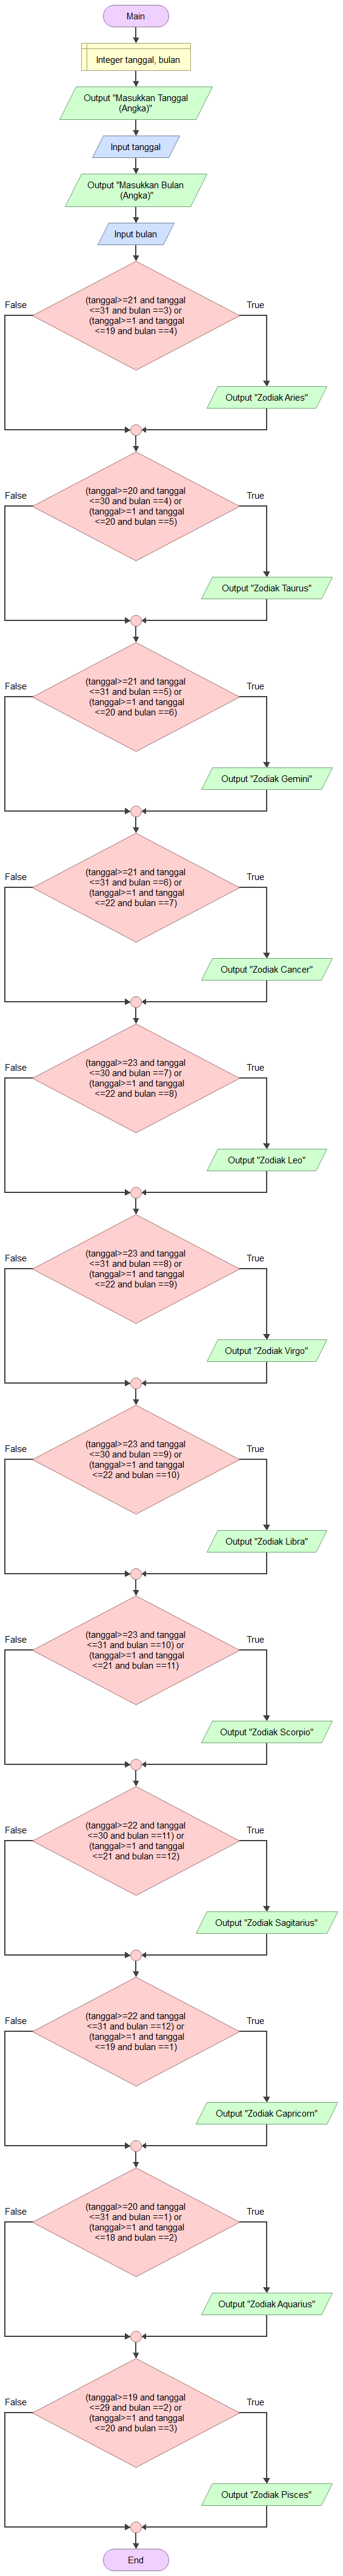 Main
Integer tanggal, bulan
Output "Masukkan Tanggal
(Angka)"
Input tanggal
Output "Masukkan Bulan
(Angka)"
Input bulan
False
True
(tanggal>=21 and tanggal
<=31 and bulan ==3) or
(tanggal>=1 and tanggal
<=19 and bulan ==4)
Output "Zodiak Aries"
False
True
(tanggal>=20 and tanggal
<=30 and bulan ==4) or
(tanggal>=1 and tanggal
<=20 and bulan ==5)
Output "Zodiak Taurus"
False
True
(tanggal>=21 and tanggal
<=31 and bulan ==5) or
(tanggal>=1 and tanggal
<=20 and bulan ==6)
Output "Zodiak Gemini"
False
True
(tanggal>=21 and tanggal
<=31 and bulan ==6) or
(tanggal>=1 and tanggal
<=22 and bulan ==7)
Output "Zodiak Cancer"
False
True
(tanggal>=23 and tanggal
<=30 and bulan ==7) or
(tanggal>=1 and tanggal
<=22 and bulan ==8)
Output "Zodiak Leo"
False
True
(tanggal>=23 and tanggal
<=31 and bulan ==8) or
(tanggal>=1 and tanggal
<=22 and bulan ==9)
Output "Zodiak Virgo"
False
True
(tanggal>=23 and tanggal
<=30 and bulan ==9) or
(tanggal>=1 and tanggal
<=22 and bulan ==10)
Output "Zodiak Libra"
False
True
(tanggal>=23 and tanggal
<=31 and bulan ==10) or
(tanggal>=1 and tanggal
<=21 and bulan ==11)
Output "Zodiak Scorpio"
False
True
(tanggal>=22 and tanggal
<=30 and bulan ==11) or
(tanggal>=1 and tanggal
<=21 and bulan ==12)
Output "Zodiak Sagitarius"
False
True
(tanggal>=22 and tanggal
<=31 and bulan ==12) or
(tanggal>=1 and tanggal
<=19 and bulan ==1)
Output "Zodiak Capricorn"
False
True
(tanggal>=20 and tanggal
<=31 and bulan ==1) or
(tanggal>=1 and tanggal
<=18 and bulan ==2)
Output "Zodiak Aquarius"
False
True
(tanggal>=19 and tanggal
<=29 and bulan ==2) or
(tanggal>=1 and tanggal
<=20 and bulan ==3)
Output "Zodiak Pisces"
End